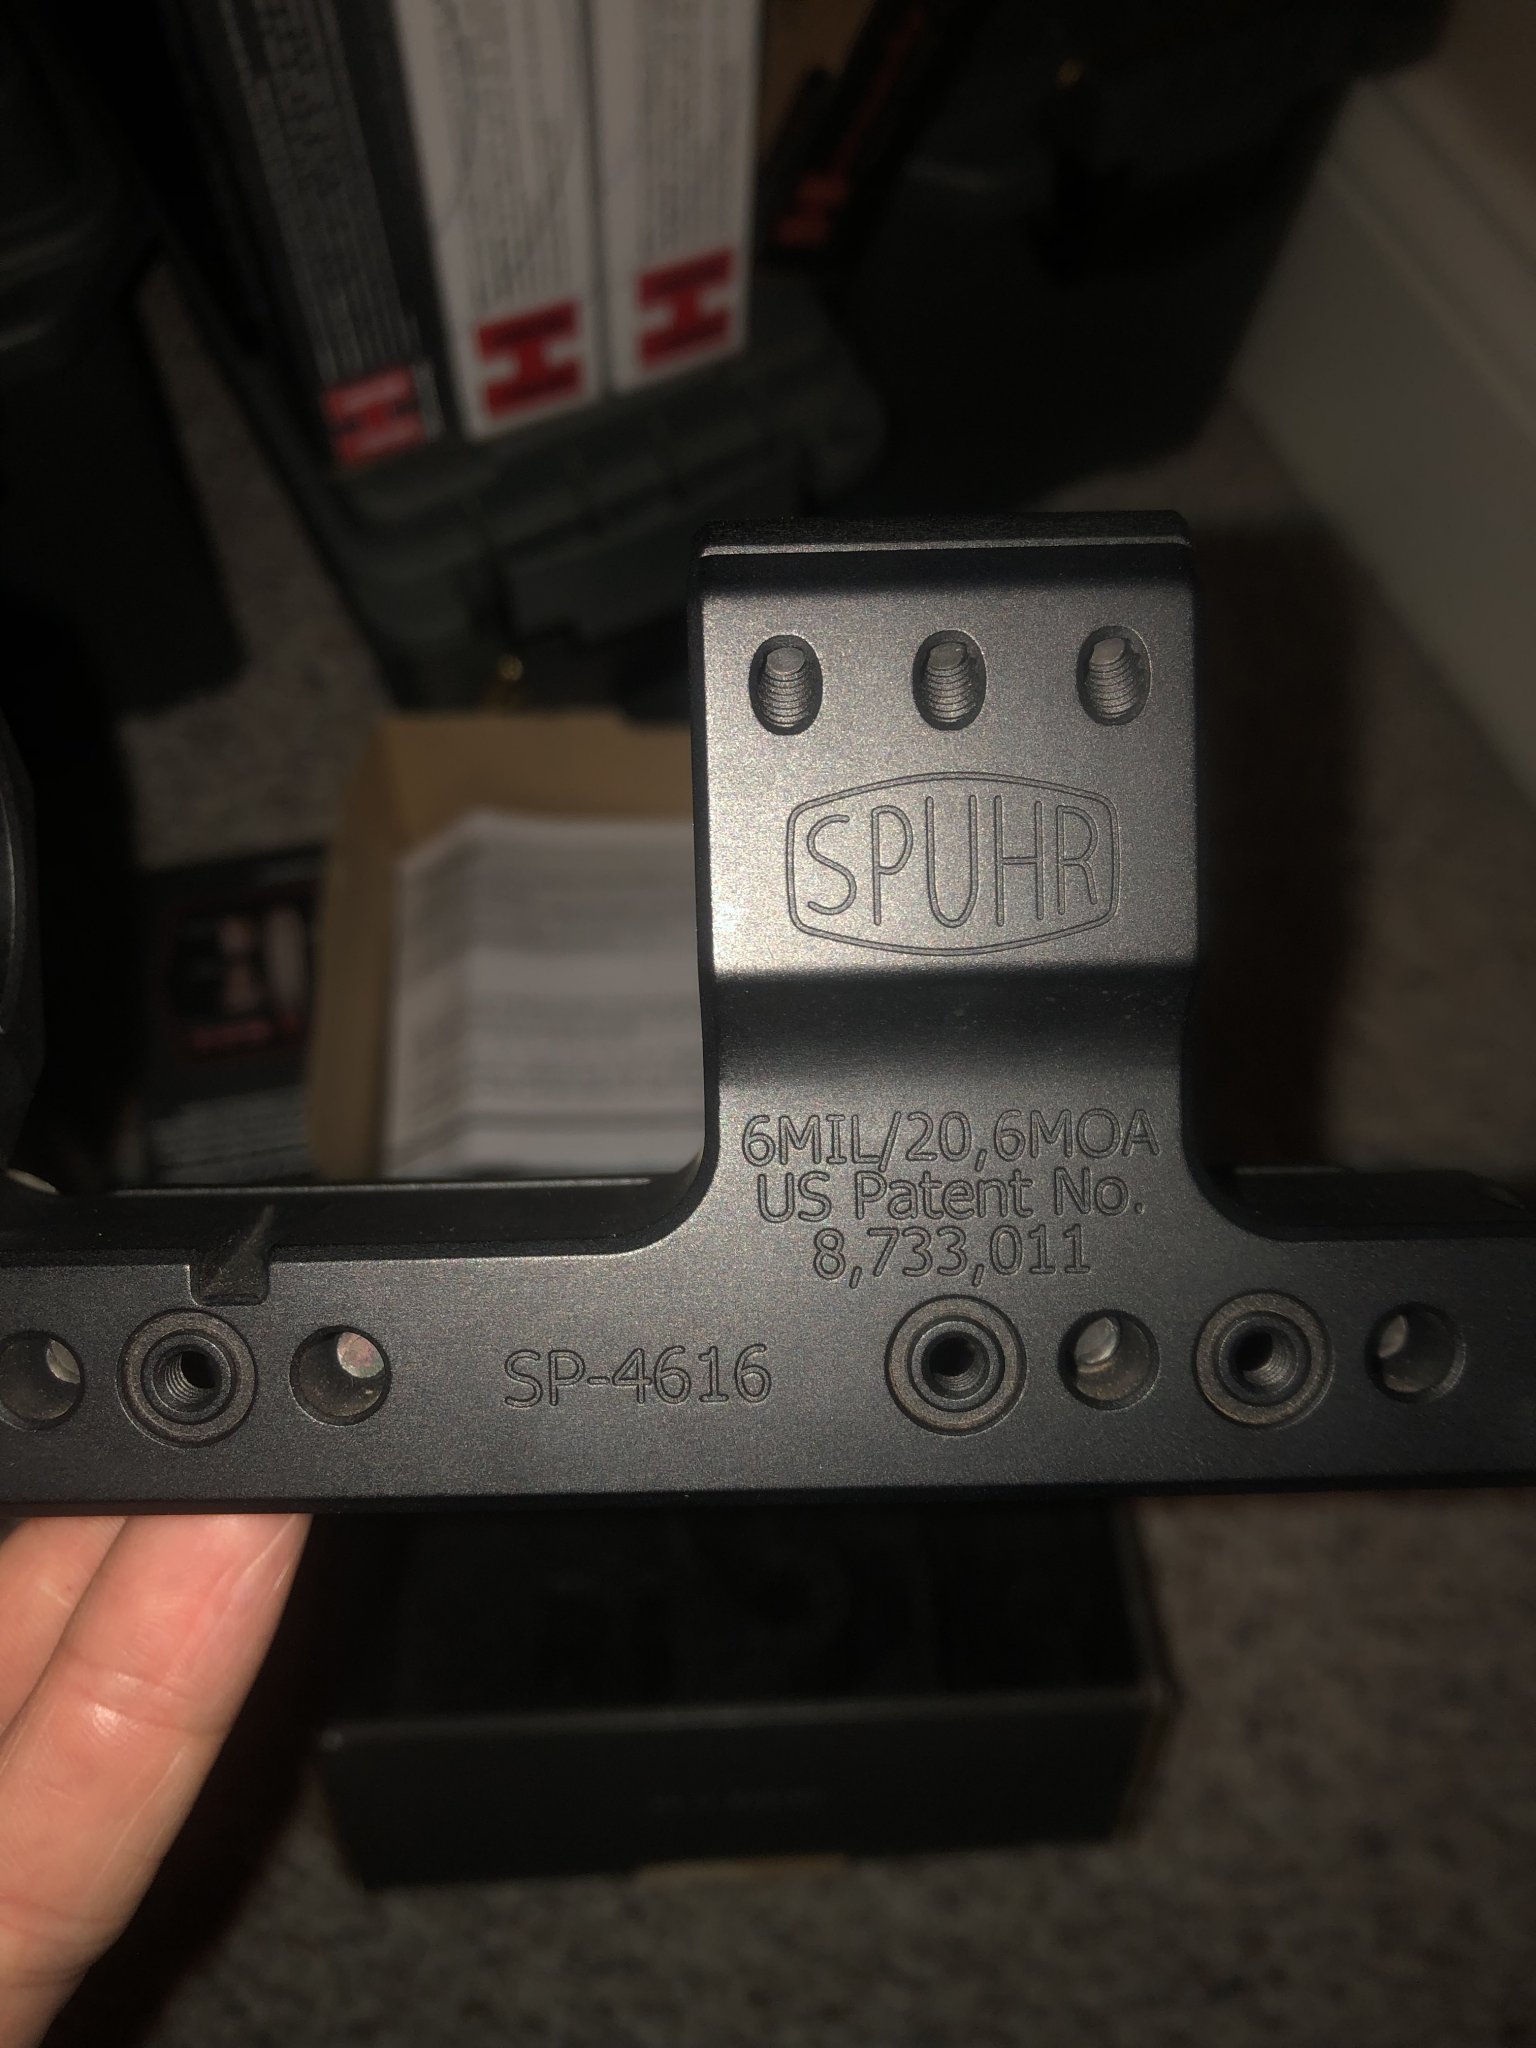 H
H
H
SPUHR
6MIL/20,6MOA
US Patent No.
8,733,011
SP-4616